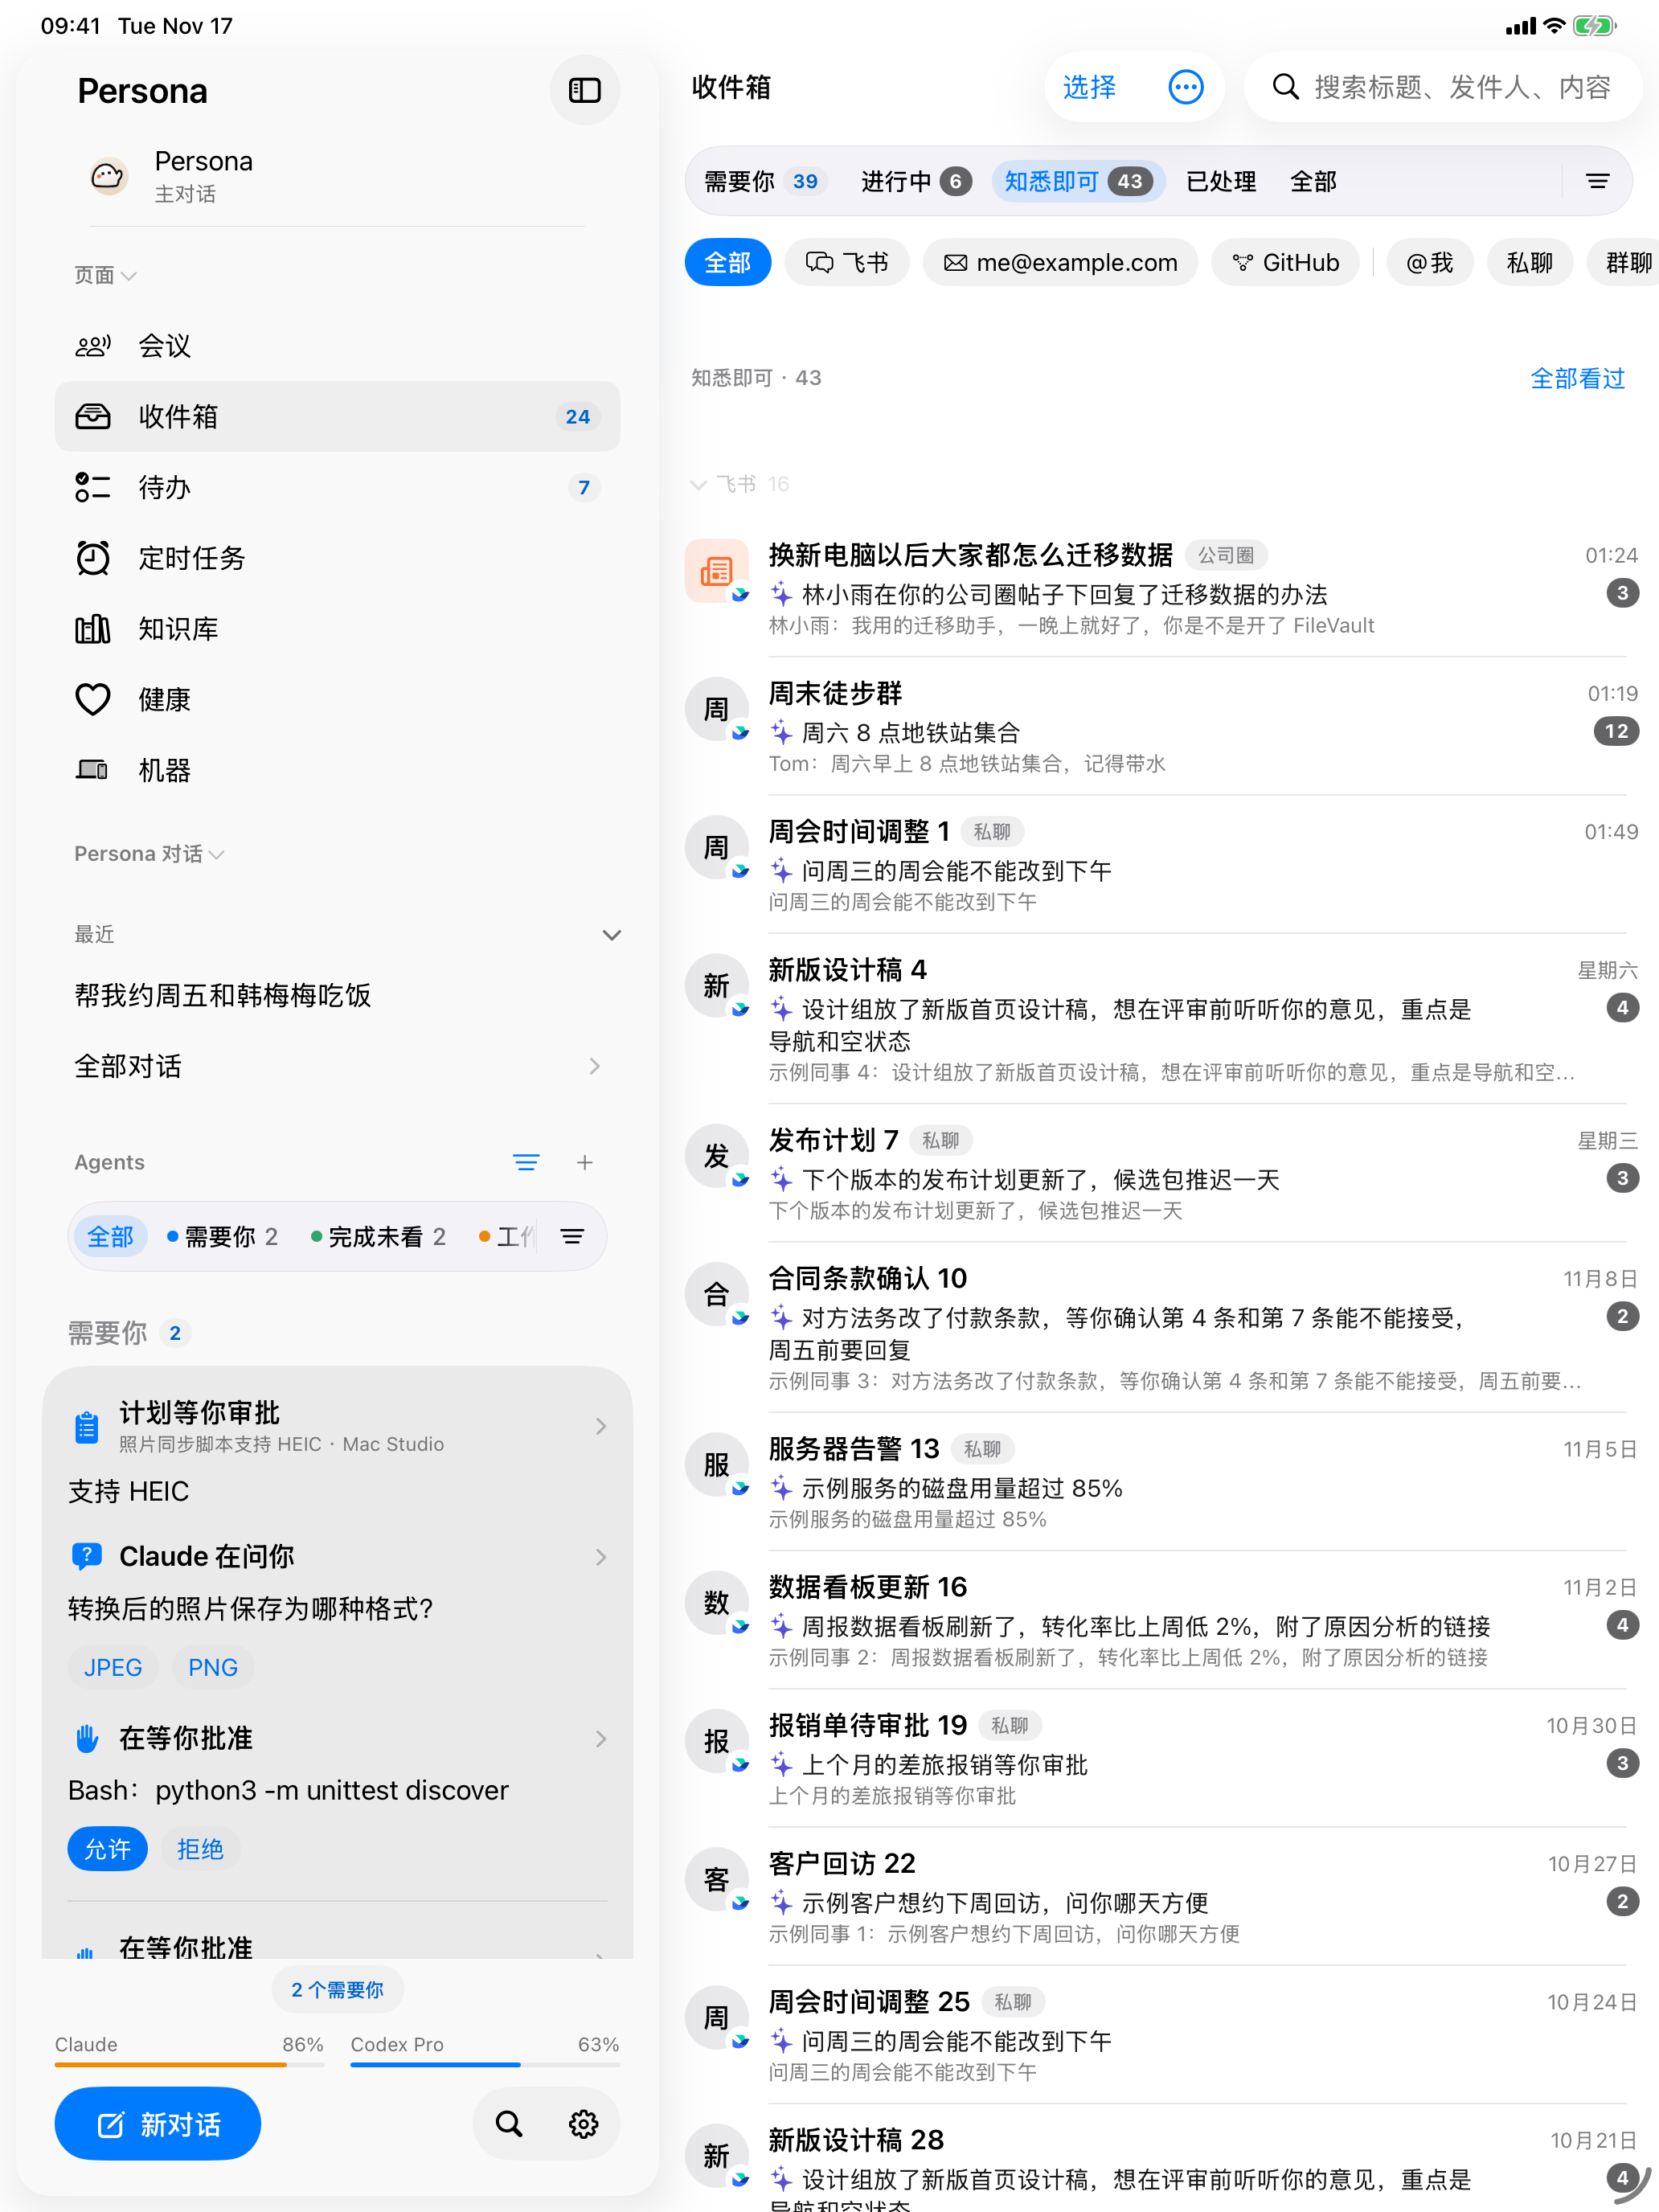 09:41 Tue Nov 17
Persona
Persona
主对话
页面
会议
收件箱 24
待办 7
定时任务
知识库
健康
机器
Persona 对话
最近
帮我约周五和韩梅梅吃饭
全部对话
Agents
全部 需要你 2 完成未看 2
需要你 2
计划等你审批
照片同步脚本支持 HEIC · Mac Studio
支持 HEIC
Claude 在问你
转换后的照片保存为哪种格式?
JPEG PNG
在等你批准
Bash：python3 -m unittest discover
允许 拒绝
在等你批准
2 个需要你
Claude 86% Codex Pro 63%
新对话
收件箱
选择
搜索标题、发件人、内容
需要你 39 进行中 6 知悉即可 43 已处理 全部
全部 飞书 me@example.com GitHub @我 私聊 群聊
知悉即可 · 43 全部看过
飞书 16
换新电脑以后大家都怎么迁移数据 公司圈 01:24
林小雨在你的公司圈帖子下回复了迁移数据的办法 3
林小雨：我用的迁移助手，一晚上就好了，你是不是开了 FileVault
周 周末徒步群 01:19
周六 8 点地铁站集合 12
Tom：周六早上 8 点地铁站集合，记得带水
周 周会时间调整 1 私聊 01:49
问周三的周会能不能改到下午
问周三的周会能不能改到下午
新 新版设计稿 4 星期六
设计组放了新版首页设计稿，想在评审前听听你的意见，重点是 4
导航和空状态
示例同事 4：设计组放了新版首页设计稿，想在评审前听听你的意见，重点是导航和空…
发 发布计划 7 私聊 星期三
下个版本的发布计划更新了，候选包推迟一天 3
下个版本的发布计划更新了，候选包推迟一天
合 合同条款确认 10 11月8日
对方法务改了付款条款，等你确认第 4 条和第 7 条能不能接受， 2
周五前要回复
示例同事 3：对方法务改了付款条款，等你确认第 4 条和第 7 条能不能接受，周五前要…
服 服务器告警 13 私聊 11月5日
示例服务的磁盘用量超过 85%
示例服务的磁盘用量超过 85%
数 数据看板更新 16 11月2日
周报数据看板刷新了，转化率比上周低 2%，附了原因分析的链接 4
示例同事 2：周报数据看板刷新了，转化率比上周低 2%，附了原因分析的链接
报 报销单待审批 19 私聊 10月30日
上个月的差旅报销等你审批 3
上个月的差旅报销等你审批
客 客户回访 22 10月27日
示例客户想约下周回访，问你哪天方便 2
示例同事 1：示例客户想约下周回访，问你哪天方便
周 周会时间调整 25 私聊 10月24日
问周三的周会能不能改到下午
问周三的周会能不能改到下午
新 新版设计稿 28 10月21日
设计组放了新版首页设计稿，想在评审前听听你的意见，重点是 4
导航和空状态